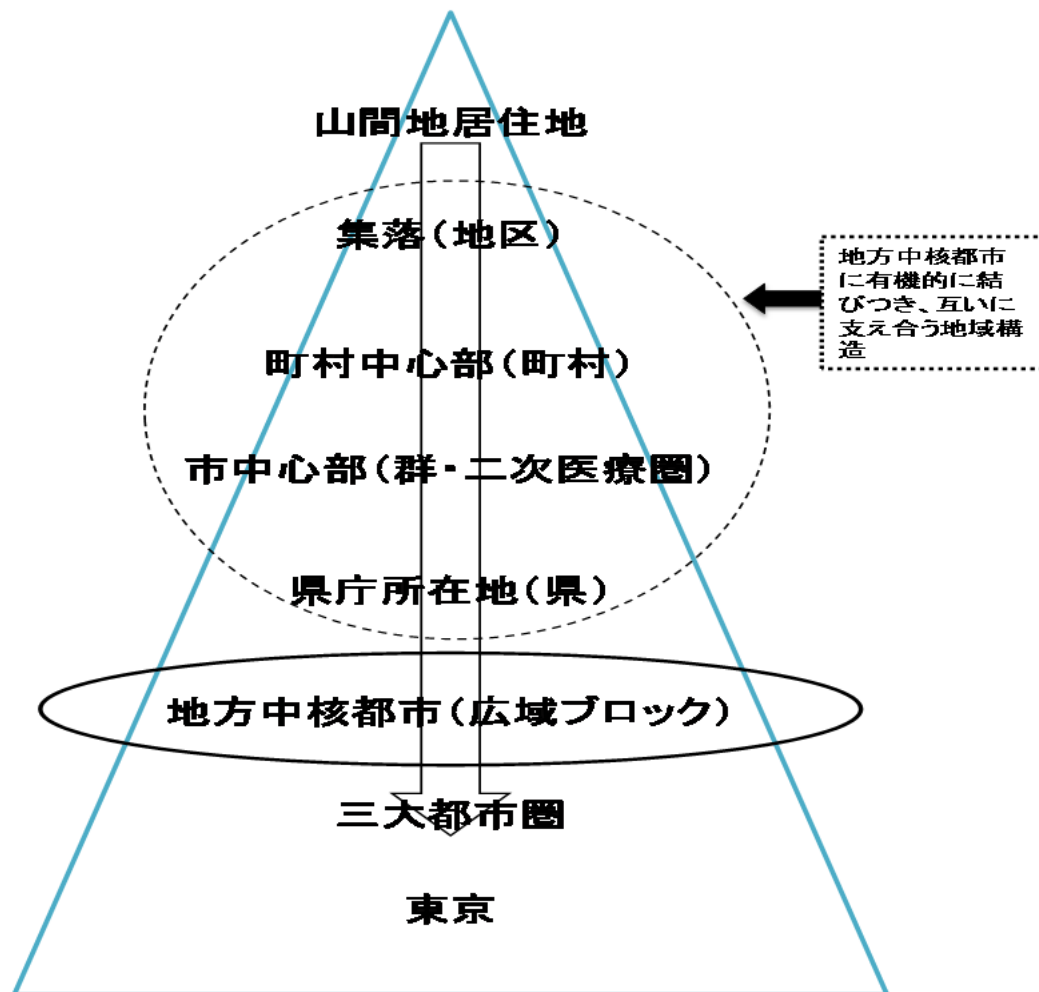 山間地居住地
集落（地区）
地方中核都市
に有機的に結
びつき、互いに
支え合う地域構
造
町村中心部（町村）
市中心部（群・二次医療圏）
県庁所在地（県）
地方中核都市（広域ブロック）
三大都市圏
東京